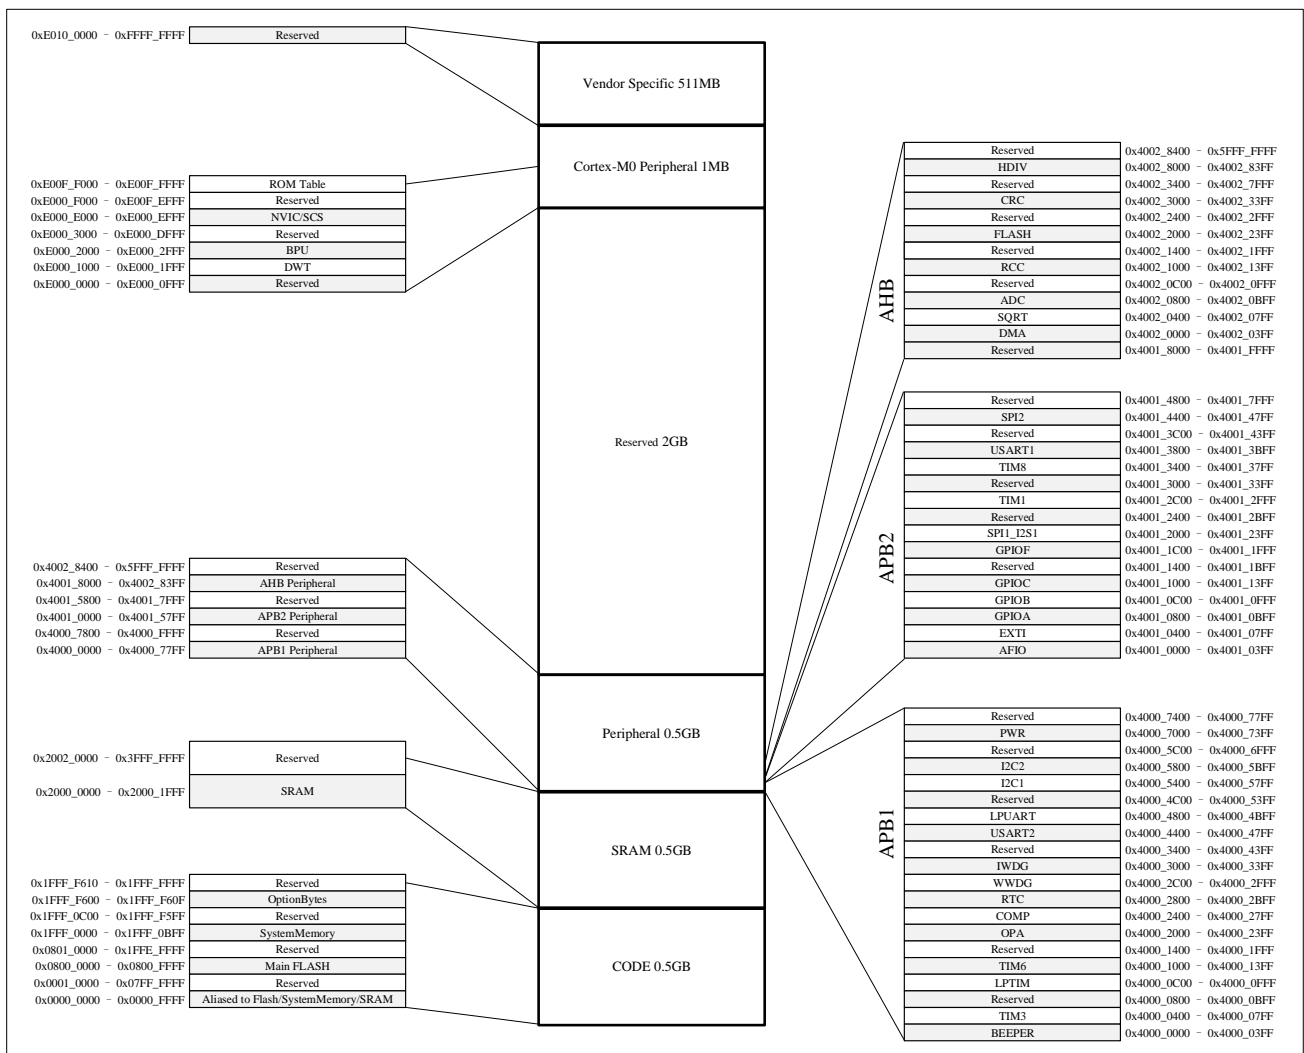 0xE010_0000 - 0xFFFF_FFFF Reserved
Vendor Specific 511MB
Cortex-M0 Peripheral 1MB
0xE00F_F000 - 0xE00F_FFFF ROM Table
0xE000_F000 - 0xE00F_EFFF Reserved
0xE000_E000 - 0xE000_EFFF NVIC/SCS
0xE000_3000 - 0xE000_DFFF Reserved
0xE000_2000 - 0xE000_2FFF BPU
0xE000_1000 - 0xE000_1FFF DWT
0xE000_0000 - 0xE000_0FFF Reserved
Reserved 2GB
0x4002_8400 - 0x5FFF_FFFF Reserved
0x4001_8000 - 0x4002_83FF AHB Peripheral
0x4001_5800 - 0x4001_7FFF Reserved
0x4001_0000 - 0x4001_57FF APB2 Peripheral
0x4000_7800 - 0x4000_FFFF Reserved
0x4000_0000 - 0x4000_77FF APB1 Peripheral
Peripheral 0.5GB
0x2002_0000 - 0x3FFF_FFFF Reserved
0x2000_0000 - 0x2000_1FFF SRAM
SRAM 0.5GB
0x1FFF_F610 - 0x1FFF_FFFF Reserved
0x1FFF_F600 - 0x1FFF_F60F OptionBytes
0x1FFF_0C00 - 0x1FFF_F5FF Reserved
0x1FFF_0000 - 0x1FFF_0BFF SystemMemory
0x0801_0000 - 0x1FFE_FFFF Reserved
0x0800_0000 - 0x0800_FFFF Main FLASH
0x0001_0000 - 0x07FF_FFFF Reserved
0x0000_0000 - 0x0000_FFFF Aliased to Flash/SystemMemory/SRAM
CODE 0.5GB
AHB
Reserved 0x4002_8400 - 0x5FFF_FFFF
HDIV 0x4002_8000 - 0x4002_83FF
Reserved 0x4002_3400 - 0x4002_7FFF
CRC 0x4002_3000 - 0x4002_33FF
Reserved 0x4002_2400 - 0x4002_2FFF
FLASH 0x4002_2000 - 0x4002_23FF
Reserved 0x4002_1400 - 0x4002_1FFF
RCC 0x4002_1000 - 0x4002_13FF
Reserved 0x4002_0C00 - 0x4002_0FFF
ADC 0x4002_0800 - 0x4002_0BFF
SQRT 0x4002_0400 - 0x4002_07FF
DMA 0x4002_0000 - 0x4002_03FF
Reserved 0x4001_8000 - 0x4001_FFFF
APB2
Reserved 0x4001_4800 - 0x4001_7FFF
SPI2 0x4001_4400 - 0x4001_47FF
Reserved 0x4001_3C00 - 0x4001_43FF
USART1 0x4001_3800 - 0x4001_3BFF
TIM8 0x4001_3400 - 0x4001_37FF
Reserved 0x4001_3000 - 0x4001_33FF
TIM1 0x4001_2C00 - 0x4001_2FFF
Reserved 0x4001_2400 - 0x4001_2BFF
SPI1_I2S1 0x4001_2000 - 0x4001_23FF
GPIOF 0x4001_1C00 - 0x4001_1FFF
Reserved 0x4001_1400 - 0x4001_1BFF
GPIOC 0x4001_1000 - 0x4001_13FF
GPIOB 0x4001_0C00 - 0x4001_0FFF
GPIOA 0x4001_0800 - 0x4001_0BFF
EXTI 0x4001_0400 - 0x4001_07FF
AFIO 0x4001_0000 - 0x4001_03FF
APB1
Reserved 0x4000_7400 - 0x4000_77FF
PWR 0x4000_7000 - 0x4000_73FF
Reserved 0x4000_5C00 - 0x4000_6FFF
I2C2 0x4000_5800 - 0x4000_5BFF
I2C1 0x4000_5400 - 0x4000_57FF
Reserved 0x4000_4C00 - 0x4000_53FF
LPUART 0x4000_4800 - 0x4000_4BFF
USART2 0x4000_4400 - 0x4000_47FF
Reserved 0x4000_3400 - 0x4000_43FF
IWDG 0x4000_3000 - 0x4000_33FF
WWDG 0x4000_2C00 - 0x4000_2FFF
RTC 0x4000_2800 - 0x4000_2BFF
COMP 0x4000_2400 - 0x4000_27FF
OPA 0x4000_2000 - 0x4000_23FF
Reserved 0x4000_1400 - 0x4000_1FFF
TIM6 0x4000_1000 - 0x4000_13FF
LPTIM 0x4000_0C00 - 0x4000_0FFF
Reserved 0x4000_0800 - 0x4000_0BFF
TIM3 0x4000_0400 - 0x4000_07FF
BEEPER 0x4000_0000 - 0x4000_03FF